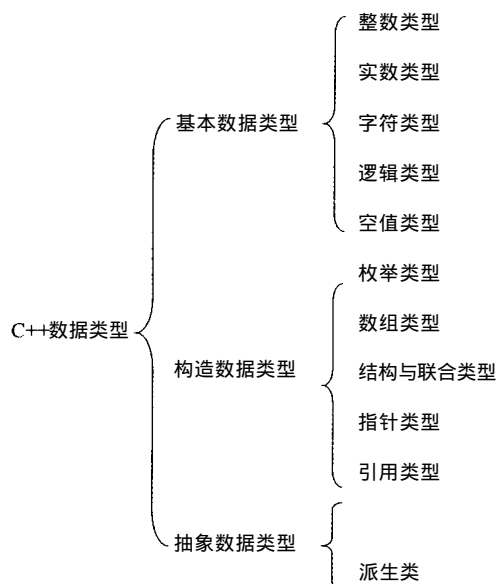 C++数据类型
基本数据类型
整数类型
实数类型
字符类型
逻辑类型
空值类型
构造数据类型
枚举类型
数组类型
结构与联合类型
指针类型
引用类型
抽象数据类型
派生类